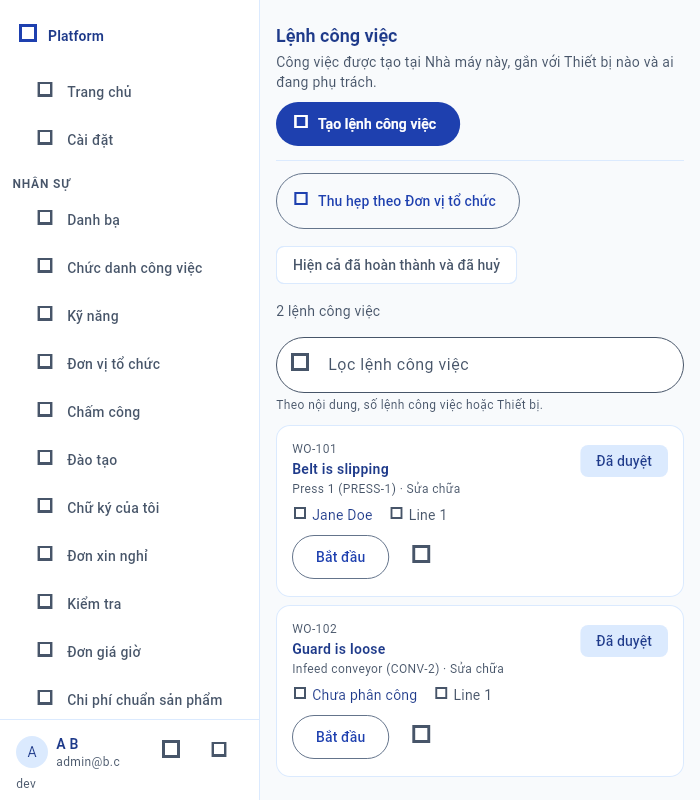 Platform
Trang chủ
Cài đặt
NHÂN SỰ
Danh bạ
Chức danh công việc
Kỹ năng
Đơn vị tổ chức
Chấm công
Đào tạo
Chữ ký của tôi
Đơn xin nghỉ
Kiểm tra
Đơn giá giờ
Chi phí chuẩn sản phẩm
A
A B
admin@b.c
dev
Lệnh công việc
Công việc được tạo tại Nhà máy này, gắn với Thiết bị nào và ai
đang phụ trách.
Tạo lệnh công việc
Thu hẹp theo Đơn vị tổ chức
Hiện cả đã hoàn thành và đã huỷ
2 lệnh công việc
Lọc lệnh công việc
Theo nội dung, số lệnh công việc hoặc Thiết bị.
WO-101
Belt is slipping
Press 1 (PRESS-1) · Sửa chữa
Jane Doe Line 1
Đã duyệt
Bắt đầu
WO-102
Guard is loose
Infeed conveyor (CONV-2) · Sửa chữa
Chưa phân công Line 1
Đã duyệt
Bắt đầu